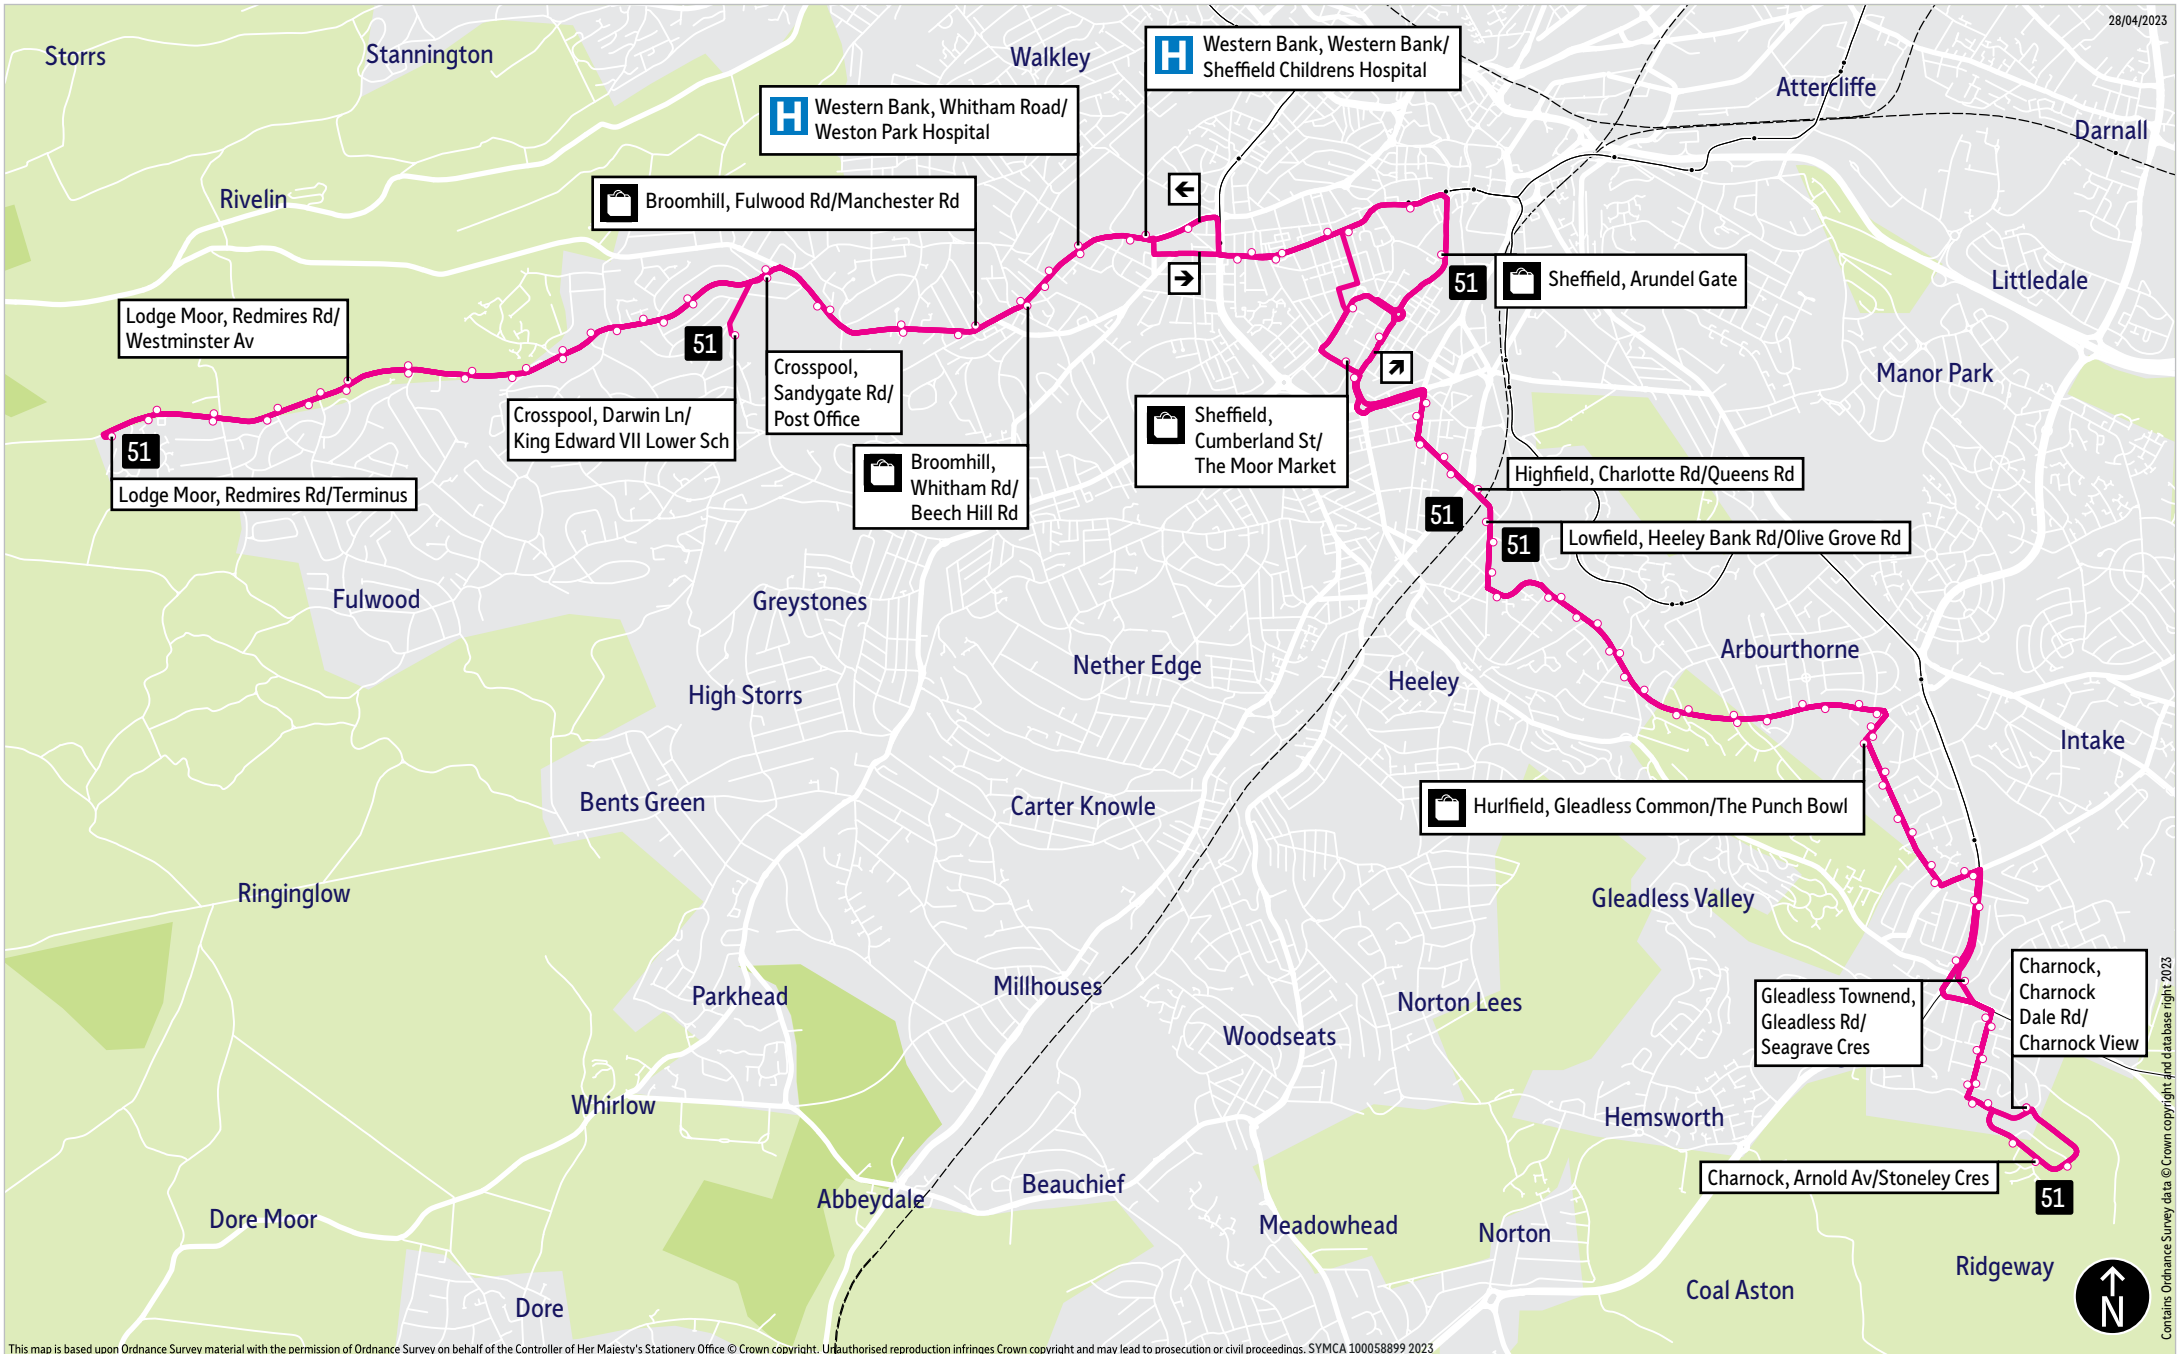 28/04/2023
Storrs
Stannington
Walkley
H
Western Bank, Western Bank/
Sheffield Childrens Hospital
Attercliffe
Darnall
H
Western Bank, Whitham Road/
Weston Park Hospital
Rivelin
Broomhill, Fulwood Rd/Manchester Rd
51
Sheffield, Arundel Gate
Littledale
Lodge Moor, Redmires Rd/
Westminster Av
51
Crosspool,
Sandygate Rd/
Post Office
Manor Park
Crosspool, Darwin Ln/
King Edward VII Lower Sch
Sheffield,
Cumberland St/
The Moor Market
51
Lodge Moor, Redmires Rd/Terminus
Broomhill,
Whitham Rd/
Beech Hill Rd
Highfield, Charlotte Rd/Queens Rd
51
51
Lowfield, Heeley Bank Rd/Olive Grove Rd
Fulwood
Greystones
Nether Edge
Heeley
Arbourthorne
High Storrs
Intake
Bents Green
Carter Knowle
Hurlfield, Gleadless Common/The Punch Bowl
Ringinglow
Gleadless Valley
Parkhead
Millhouses
Norton Lees
Woodseats
Gleadless Townend,
Gleadless Rd/
Seagrave Cres
Charnock,
Charnock
Dale Rd/
Charnock View
Whirlow
Hemsworth
Charnock, Arnold Av/Stoneley Cres
51
Abbeydale
Beauchief
Dore Moor
Meadowhead
Norton
Ridgeway
Coal Aston
Dore
N
Contains Ordnance Survey data © Crown copyright and database right 2023
This map is based upon Ordnance Survey material with the permission of Ordnance Survey on behalf of the Controller of Her Majesty's Stationery Office © Crown copyright. Unauthorised reproduction infringes Crown copyright and may lead to prosecution or civil proceedings. SYMCA 100058899 2023